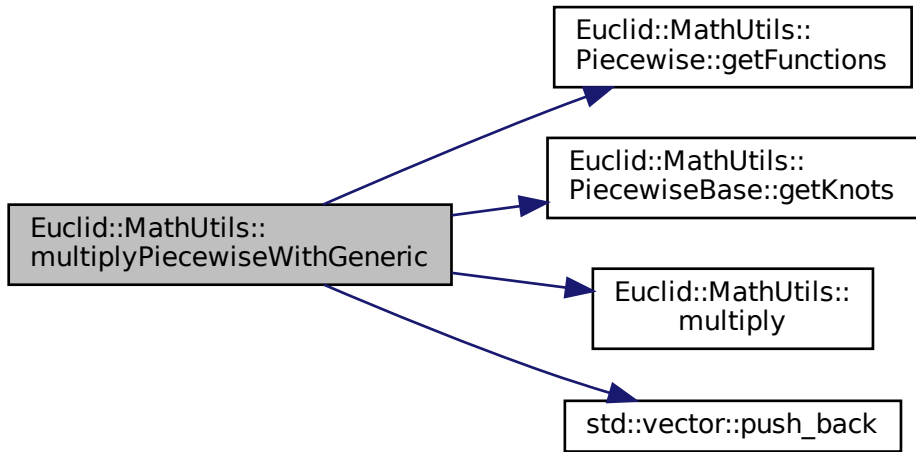 Euclid::MathUtils::
Piecewise::getFunctions
Euclid::MathUtils::
PiecewiseBase::getKnots
Euclid::MathUtils::
multiplyPiecewiseWithGeneric
Euclid::MathUtils::
multiply
std::vector::push_back